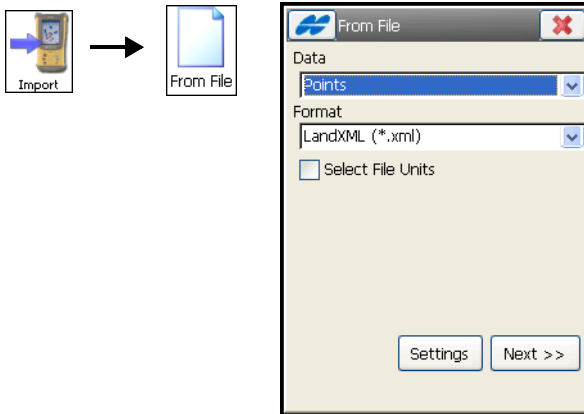 Import
From File
From File
Data
Points
Format
LandXML (*.xml)
Select File Units
Settings
Next >>